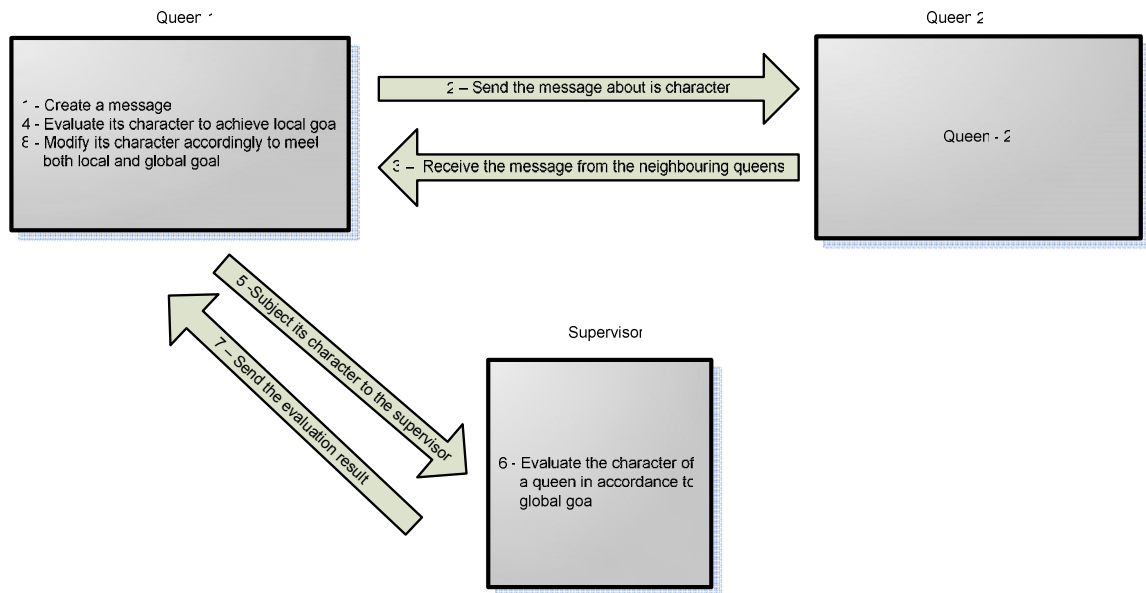 Queen 1
Queen 2
1 - Create a message
4 - Evaluate its character to achieve local goa
8 - Modify its character accordingly to meet
both local and global goal
2 – Send the message about is character
3 – Receive the message from the neighbouring queens
Queen - 2
5 -Subject its character to the supervisor
7 – Send the evaluation result
Supervisor
6 - Evaluate the character of
a queen in accordance to
global goa